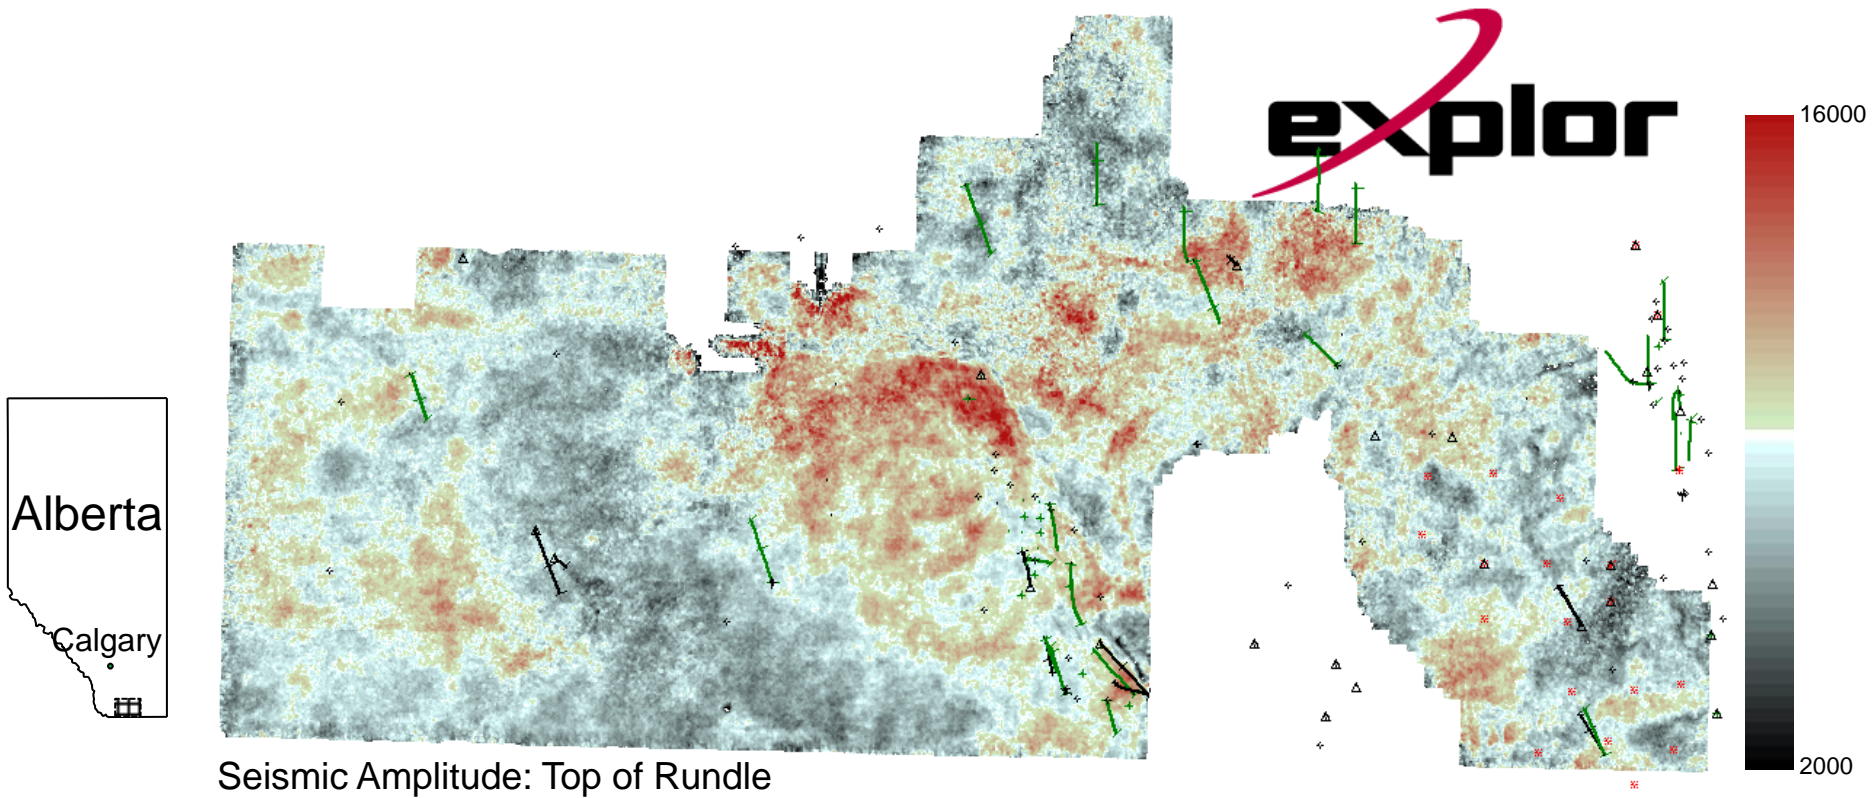 explor
16000
Alberta
Calgary
2000
Seismic Amplitude: Top of Rundle